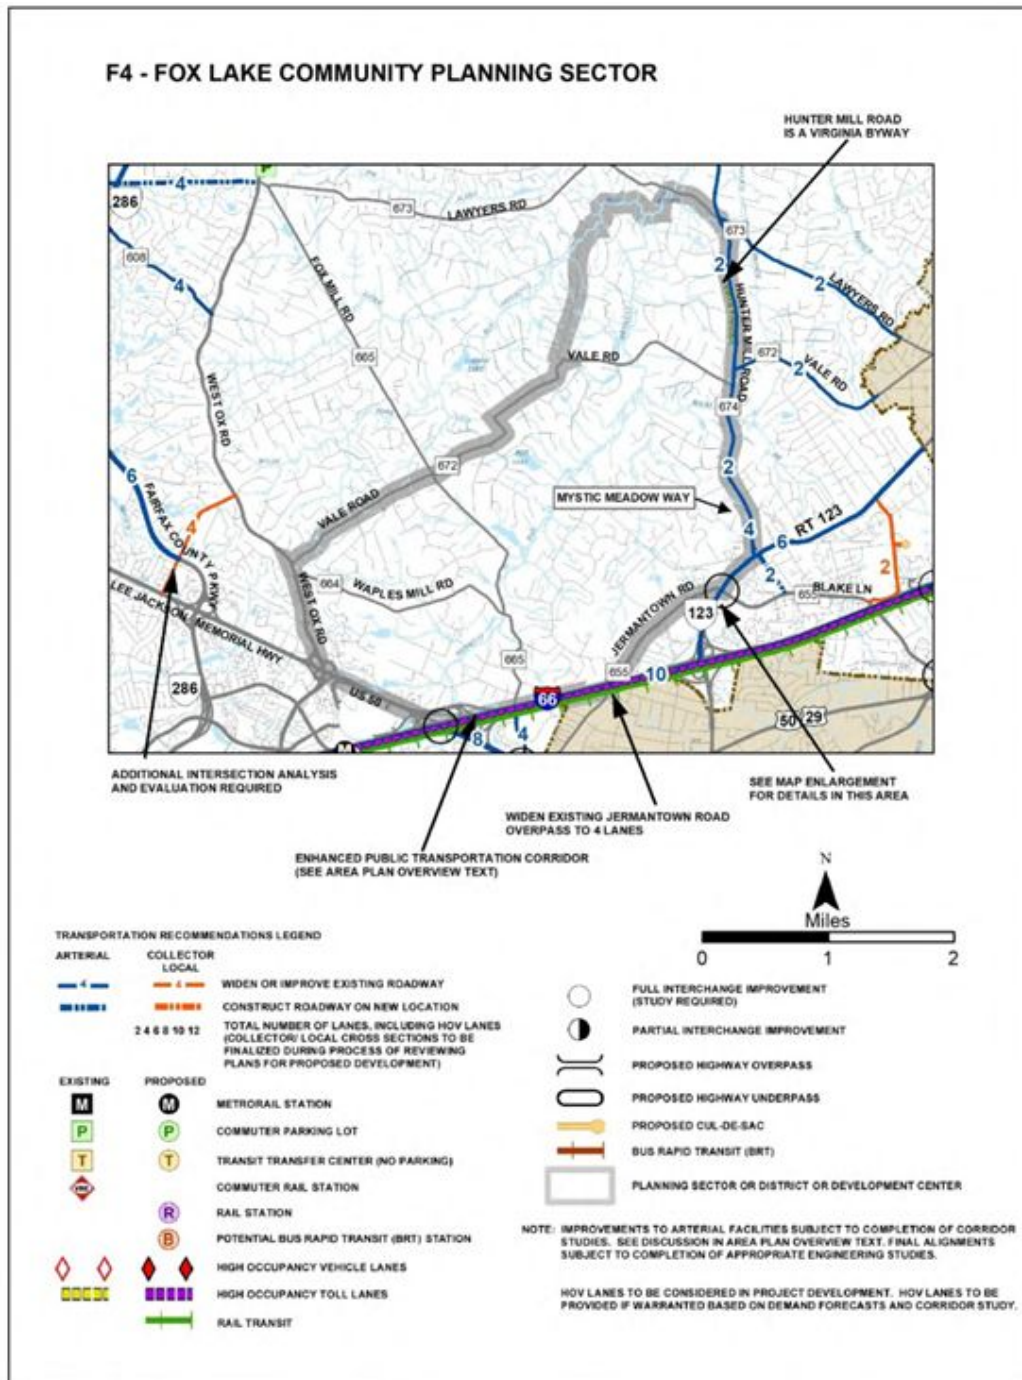 F4 - FOX LAKE COMMUNITY PLANNING SECTOR
HUNTER MILL ROAD
IS A VIRGINIA BYWAY
P
4
286
673
LAWYERS RD
673
608
4
FOX MILL RD
2
HUNTER MILL ROAD
2
LAWYERS RD
665
VALE RD
672
2
VALE RD
WEST OX RD
674
6
FAIRFAX COUNTY PKWY
4
VALE ROAD
672
2
MYSTIC MEADOW WAY
4
6
RT 123
2
2
LEE JACKSON MEMORIAL HWY
664
WAPLES MILL RD
WEST OX RD
JERMANTOWN RD
123
655
BLAKE LN
665
655
10
286
US 50
66
50
29
M
8
4
ADDITIONAL INTERSECTION ANALYSIS
AND EVALUATION REQUIRED
SEE MAP ENLARGEMENT
FOR DETAILS IN THIS AREA
WIDEN EXISTING JERMANTOWN ROAD
OVERPASS TO 4 LANES
ENHANCED PUBLIC TRANSPORTATION CORRIDOR
(SEE AREA PLAN OVERVIEW TEXT)
N
Miles
0 1 2
TRANSPORTATION RECOMMENDATIONS LEGEND
ARTERIAL
COLLECTOR
LOCAL
4 4 WIDEN OR IMPROVE EXISTING ROADWAY
CONSTRUCT ROADWAY ON NEW LOCATION
2 4 6 8 10 12 TOTAL NUMBER OF LANES, INCLUDING HOV LANES
(COLLECTOR/ LOCAL CROSS SECTIONS TO BE
FINALIZED DURING PROCESS OF REVIEWING
PLANS FOR PROPOSED DEVELOPMENT)
EXISTING PROPOSED
M M METRORAIL STATION
P P COMMUTER PARKING LOT
T T TRANSIT TRANSFER CENTER (NO PARKING)
VRE COMMUTER RAIL STATION
R RAIL STATION
B POTENTIAL BUS RAPID TRANSIT (BRT) STATION
HIGH OCCUPANCY VEHICLE LANES
HIGH OCCUPANCY TOLL LANES
RAIL TRANSIT
FULL INTERCHANGE IMPROVEMENT
(STUDY REQUIRED)
PARTIAL INTERCHANGE IMPROVEMENT
PROPOSED HIGHWAY OVERPASS
PROPOSED HIGHWAY UNDERPASS
PROPOSED CUL-DE-SAC
BUS RAPID TRANSIT (BRT)
PLANNING SECTOR OR DISTRICT OR DEVELOPMENT CENTER
NOTE: IMPROVEMENTS TO ARTERIAL FACILITIES SUBJECT TO COMPLETION OF CORRIDOR
STUDIES. SEE DISCUSSION IN AREA PLAN OVERVIEW TEXT. FINAL ALIGNMENTS
SUBJECT TO COMPLETION OF APPROPRIATE ENGINEERING STUDIES.
HOV LANES TO BE CONSIDERED IN PROJECT DEVELOPMENT. HOV LANES TO BE
PROVIDED IF WARRANTED BASED ON DEMAND FORECASTS AND CORRIDOR STUDY.